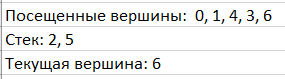 Посещенные вершины:  0, 1, 4, 3, 6
Стек: 2, 5
Текущая вершина: 6